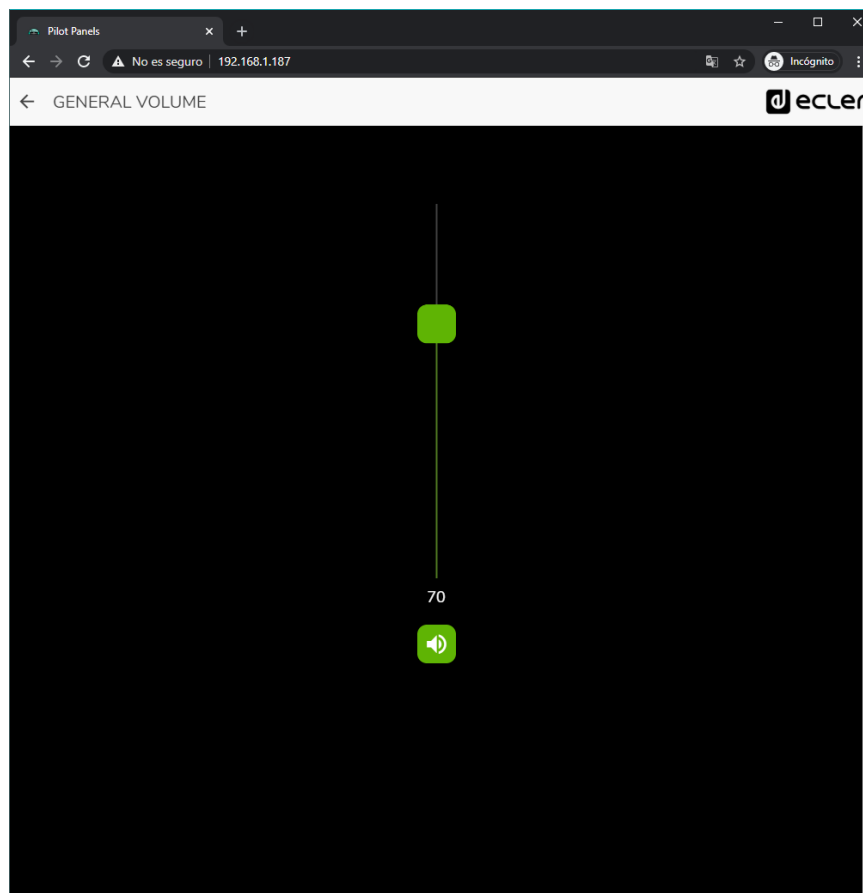 Pilot Panels
No es seguro 192.168.1.187 Incógnito
GENERAL VOLUME ecler
70